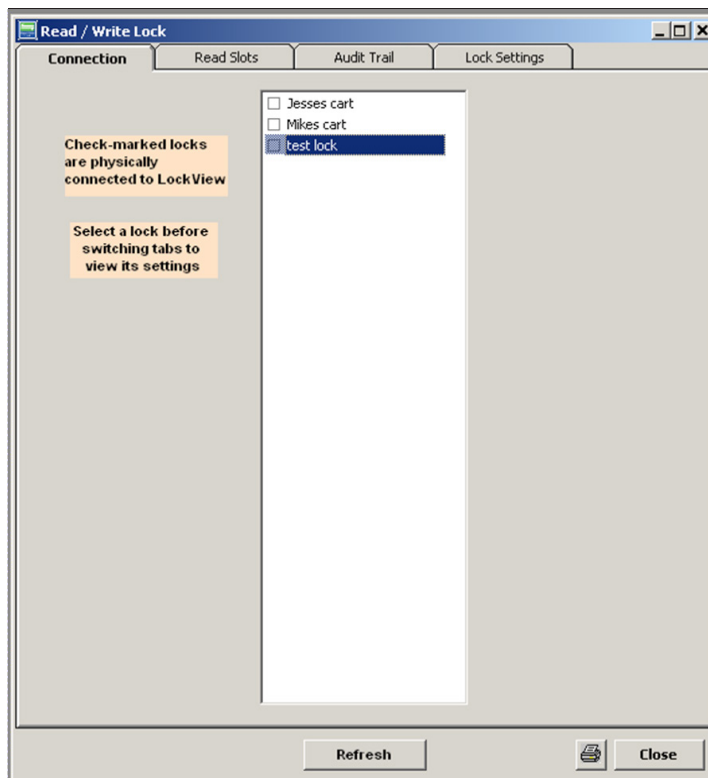 Read / Write Lock
Connection
Read Slots
Audit Trail
Lock Settings
Jesses cart
Mikes cart
test lock
Check-marked locks
are physically
connected to LockView
Select a lock before
switching tabs to
view its settings
Refresh
Close